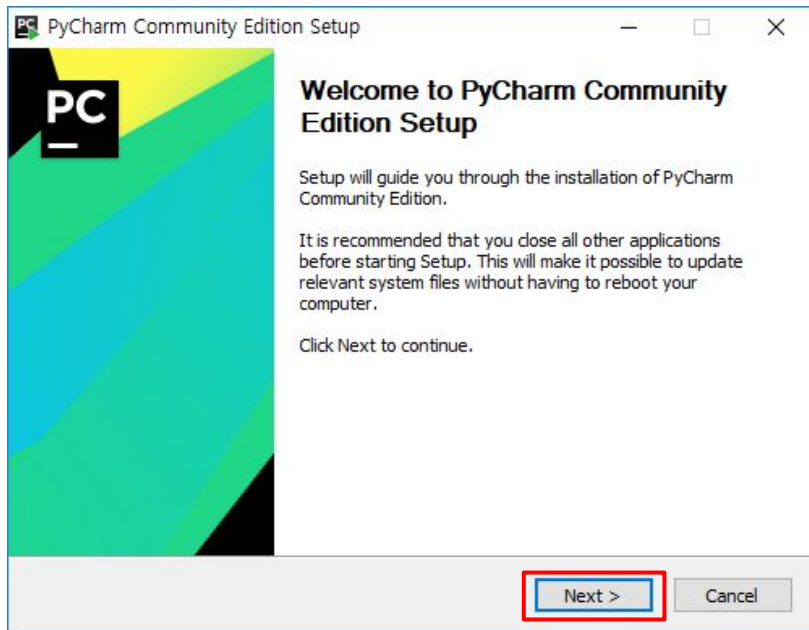 PyCharm Community Edition Setup
PC
Welcome to PyCharm Community
Edition Setup
Setup will guide you through the installation of PyCharm
Community Edition.
It is recommended that you close all other applications
before starting Setup. This will make it possible to update
relevant system files without having to reboot your
computer.
Click Next to continue.
Next >
Cancel